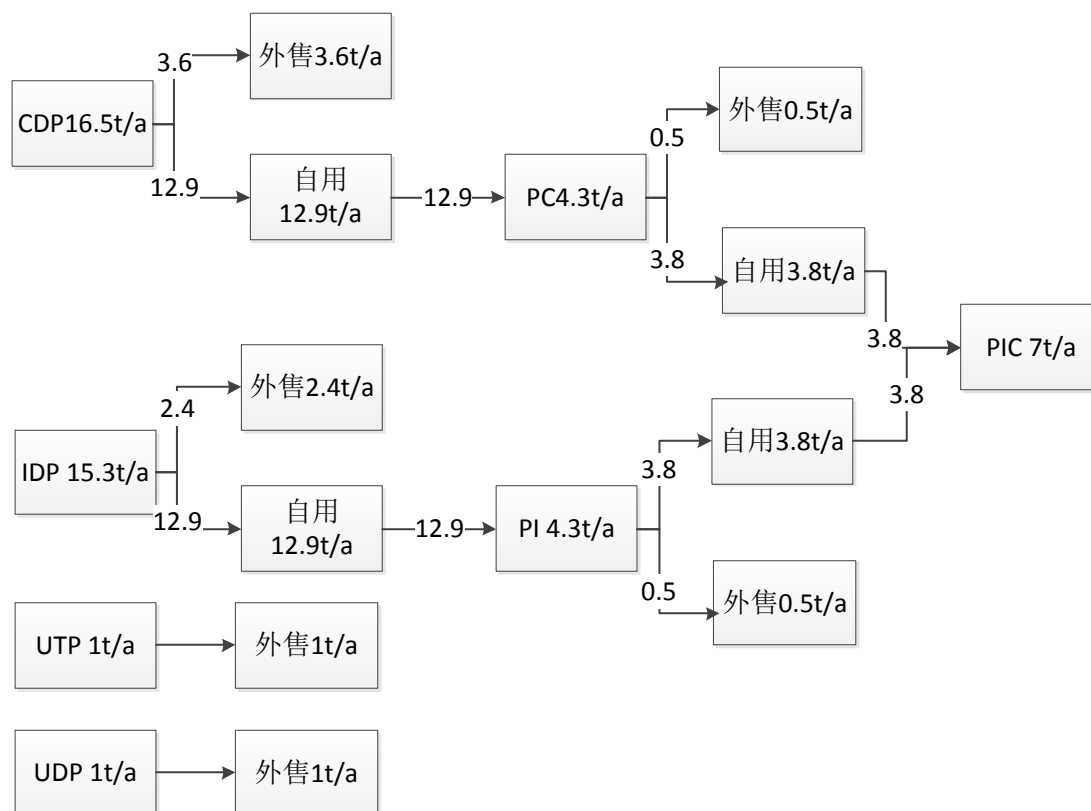 3.6
外售3.6t/a
CDP16.5t/a
12.9
自用
12.9t/a
12.9
PC4.3t/a
0.5
外售0.5t/a
3.8
自用3.8t/a
3.8
PIC 7t/a
3.8
2.4
外售2.4t/a
IDP 15.3t/a
12.9
自用
12.9t/a
12.9
PI 4.3t/a
3.8
自用3.8t/a
0.5
外售0.5t/a
UTP 1t/a
外售1t/a
UDP 1t/a
外售1t/a